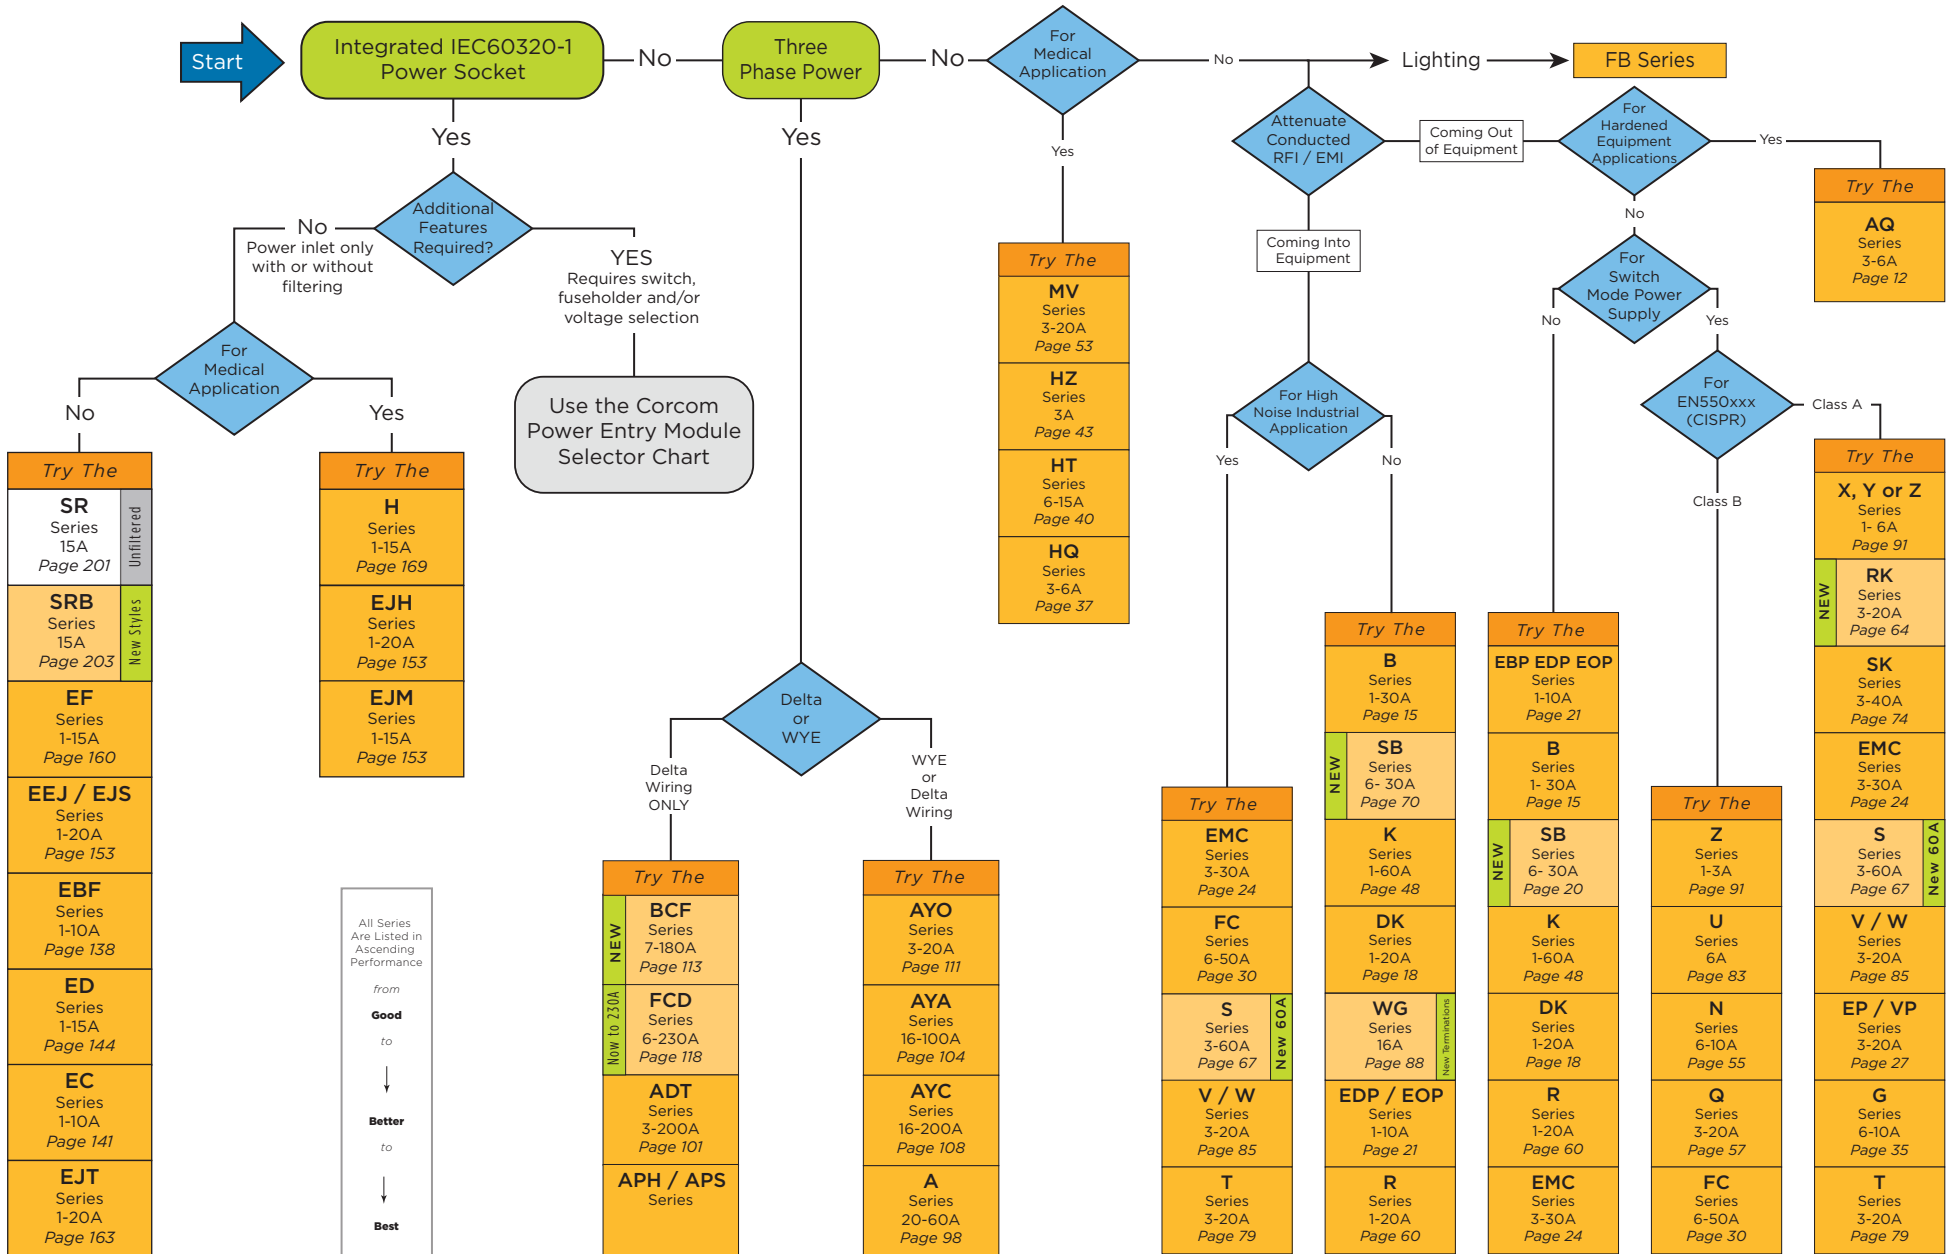 Start
Integrated IEC60320-1
Power Socket
No
Three
Phase Power
No
For
Medical
Application
No
Lighting
FB Series
Yes
Yes
Yes
Attenuate
Conducted
RFI / EMI
Coming Out
of Equipment
For
Hardened
Equipment
Applications
Yes
Try The
AQ
Series
3-6A
Page 12
Additional
Features
Required?
No
Power inlet only
with or without
filtering
YES
Requires switch,
fuseholder and/or
voltage selection
Use the Corcom
Power Entry Module
Selector Chart
For
Medical
Application
No
Yes
Try The
SR
Series
15A
Page 201
Unfiltered
SRB
Series
15A
Page 203
New Styles
EF
Series
1-15A
Page 160
EEJ / EJS
Series
1-20A
Page 153
EBF
Series
1-10A
Page 138
ED
Series
1-15A
Page 144
EC
Series
1-10A
Page 141
EJT
Series
1-20A
Page 163
Try The
H
Series
1-15A
Page 169
EJH
Series
1-20A
Page 153
EJM
Series
1-15A
Page 153
All Series
Are Listed in
Ascending
Performance
from
Good
to
Better
to
Best
Delta
or
WYE
Delta
Wiring
ONLY
WYE
or
Delta
Wiring
Try The
NEW
BCF
Series
7-180A
Page 113
Now to 230A
FCD
Series
6-230A
Page 118
ADT
Series
3-200A
Page 101
APH / APS
Series
Try The
AYO
Series
3-20A
Page 111
AYA
Series
16-100A
Page 104
AYC
Series
16-200A
Page 108
A
Series
20-60A
Page 98
Try The
MV
Series
3-20A
Page 53
HZ
Series
3A
Page 43
HT
Series
6-15A
Page 40
HQ
Series
3-6A
Page 37
Coming Into
Equipment
For High
Noise Industrial
Application
Yes
No
Try The
EMC
Series
3-30A
Page 24
FC
Series
6-50A
Page 30
S
Series
3-60A
Page 67
New 60A
V / W
Series
3-20A
Page 85
T
Series
3-20A
Page 79
Try The
B
Series
1-30A
Page 15
NEW
SB
Series
6- 30A
Page 70
K
Series
1-60A
Page 48
DK
Series
1-20A
Page 18
WG
Series
16A
Page 88
New Terminations
EDP / EOP
Series
1-10A
Page 21
R
Series
1-20A
Page 60
No
For
Switch
Mode Power
Supply
No
Yes
Try The
EBP EDP EOP
Series
1-10A
Page 21
B
Series
1- 30A
Page 15
NEW
SB
Series
6- 30A
Page 20
K
Series
1-60A
Page 48
DK
Series
1-20A
Page 18
R
Series
1-20A
Page 60
EMC
Series
3-30A
Page 24
For
EN550xxx
(CISPR)
Class A
Class B
Try The
Z
Series
1-3A
Page 91
U
Series
6A
Page 83
N
Series
6-10A
Page 55
Q
Series
3-20A
Page 57
FC
Series
6-50A
Page 30
Try The
X, Y or Z
Series
1- 6A
Page 91
NEW
RK
Series
3-20A
Page 64
SK
Series
3-40A
Page 74
EMC
Series
3-30A
Page 24
S
Series
3-60A
Page 67
New 60A
V / W
Series
3-20A
Page 85
EP / VP
Series
3-20A
Page 27
G
Series
6-10A
Page 35
T
Series
3-20A
Page 79